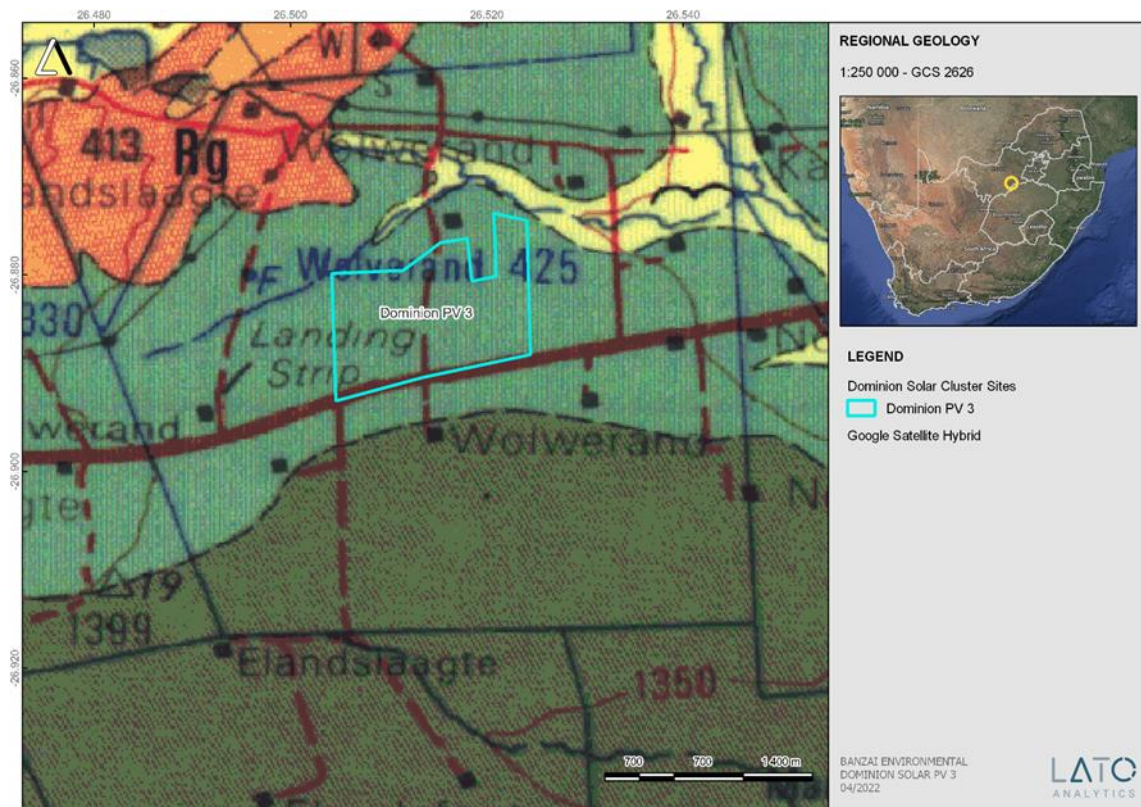 26.480 26.500 26.520 26.540
-26.860
-26.880
-26.900
-26.920
W
S
413
Rg
Wolwerand
Ka
andslaagte
F
Wolverand 425
330
Dominion PV 3
Landing
Strip
werand
Wolwerand
gte
1399
Elandslaagte
1350
700 700 1 400 m
REGIONAL GEOLOGY
1:250 000 - GCS 2626
LEGEND
Dominion Solar Cluster Sites
Dominion PV 3
Google Satellite Hybrid
BANZAI ENVIRONMENTAL
DOMINION SOLAR PV 3
04/2022
LATO
ANALYTICS